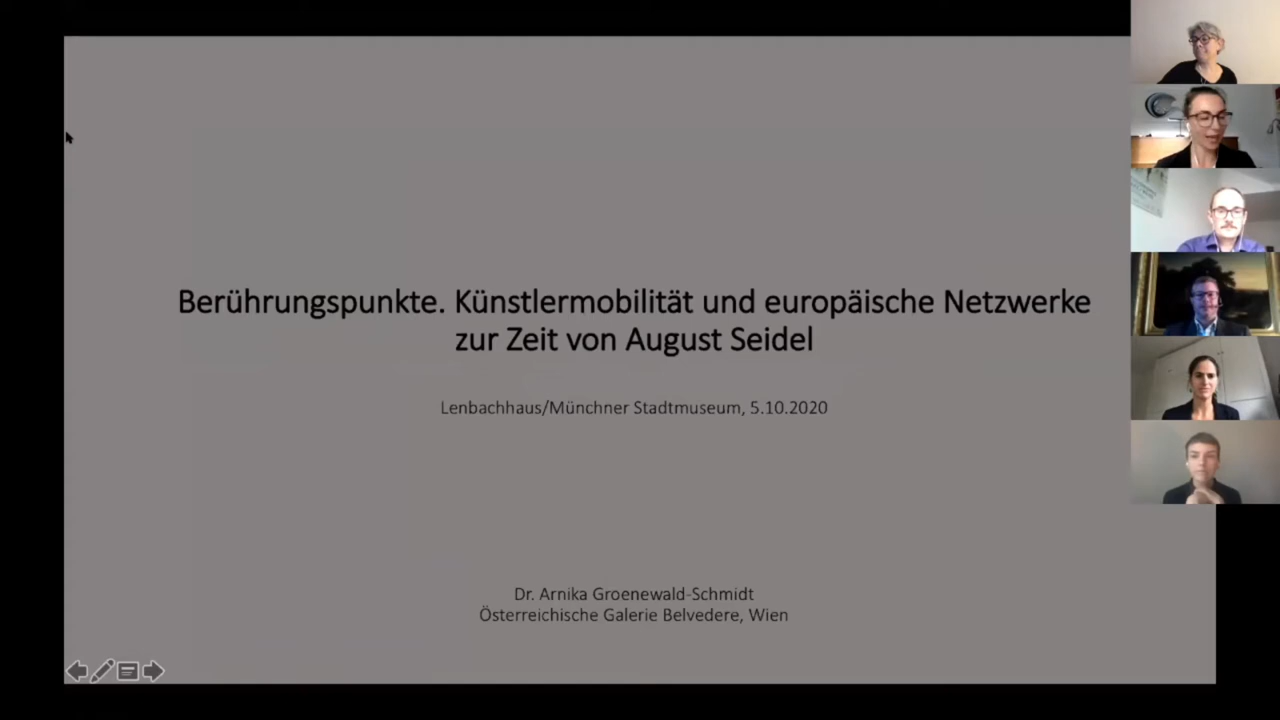 Berührungspunkte. Künstlermobilität und europäische Netzwerke
zur Zeit von August Seidel
Lenbachhaus/Münchner Stadtmuseum, 5.10.2020
Dr. Arnika Groenewald-Schmidt
Österreichische Galerie Belvedere, Wien